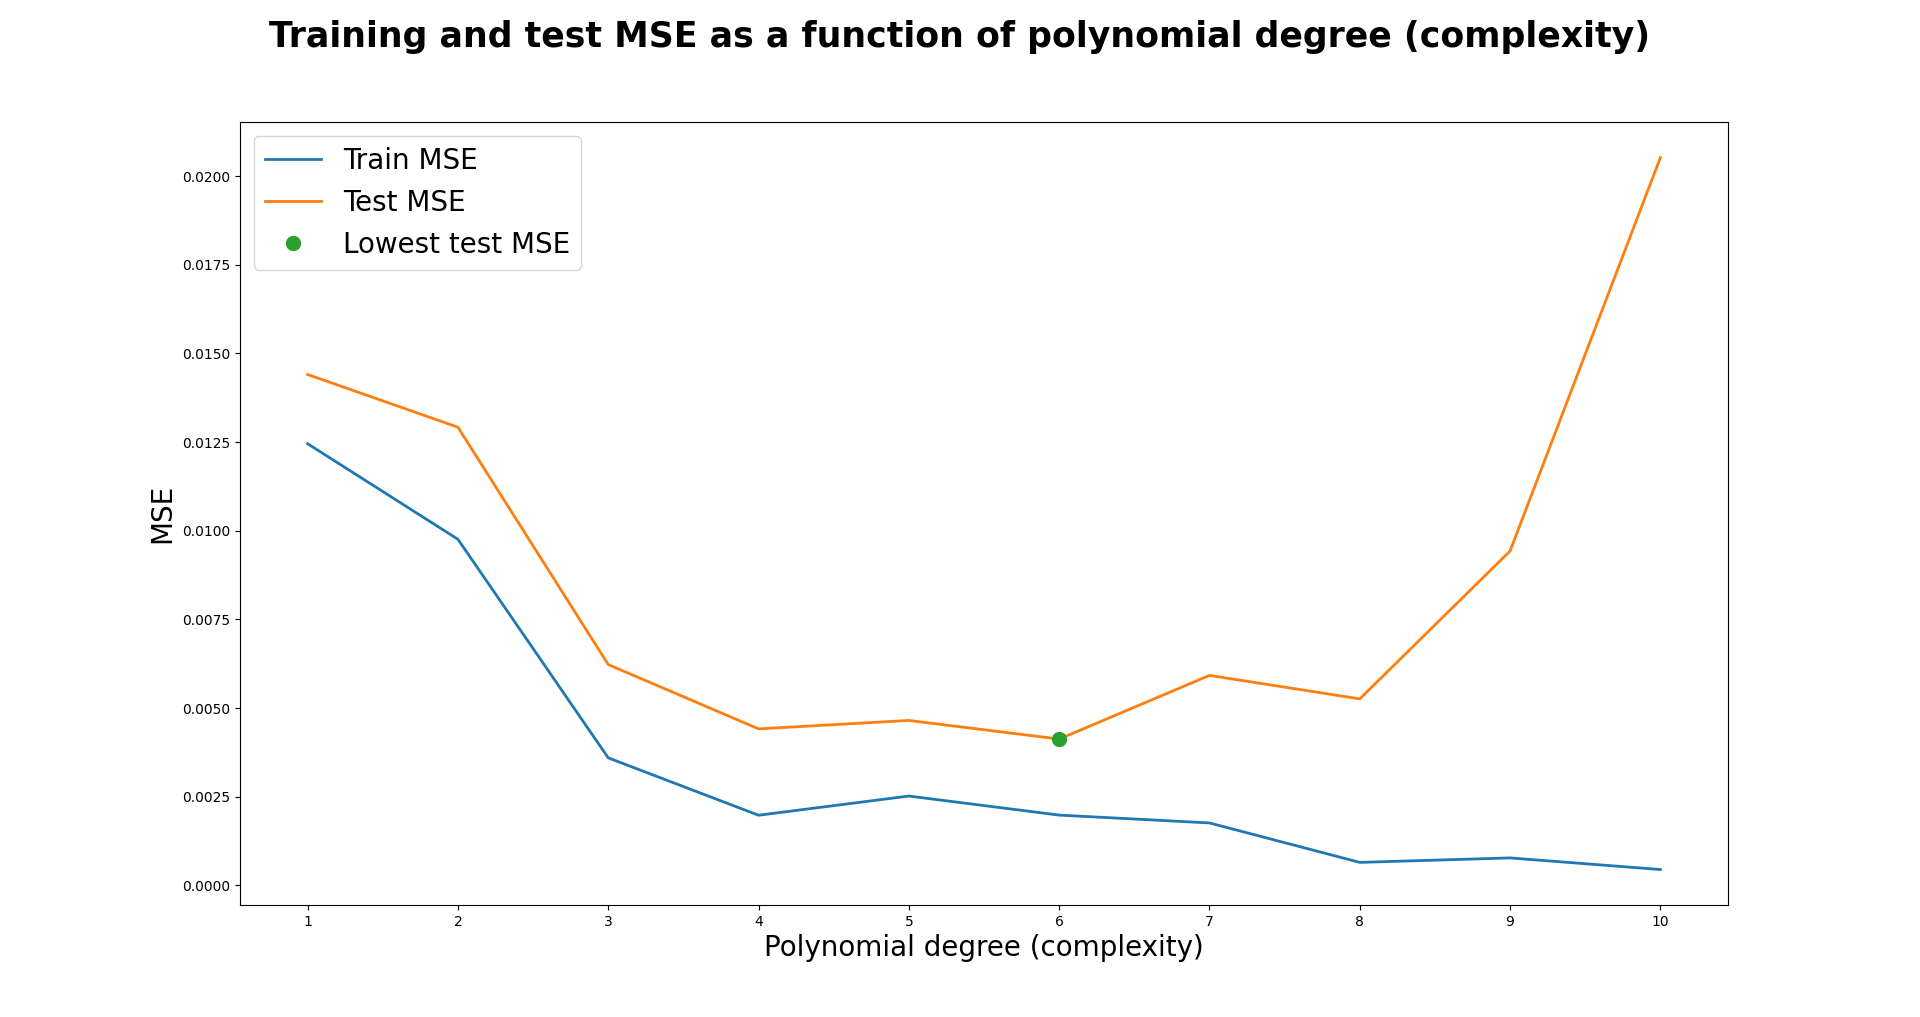 Training and test MSE as a function of polynomial degree (complexity)
Train MSE
Test MSE
Lowest test MSE
0.0200
0.0175
0.0150
0.0125
0.0100
0.0075
0.0050
0.0025
0.0000
MSE
1 2 3 4 5 6 7 8 9 10
Polynomial degree (complexity)